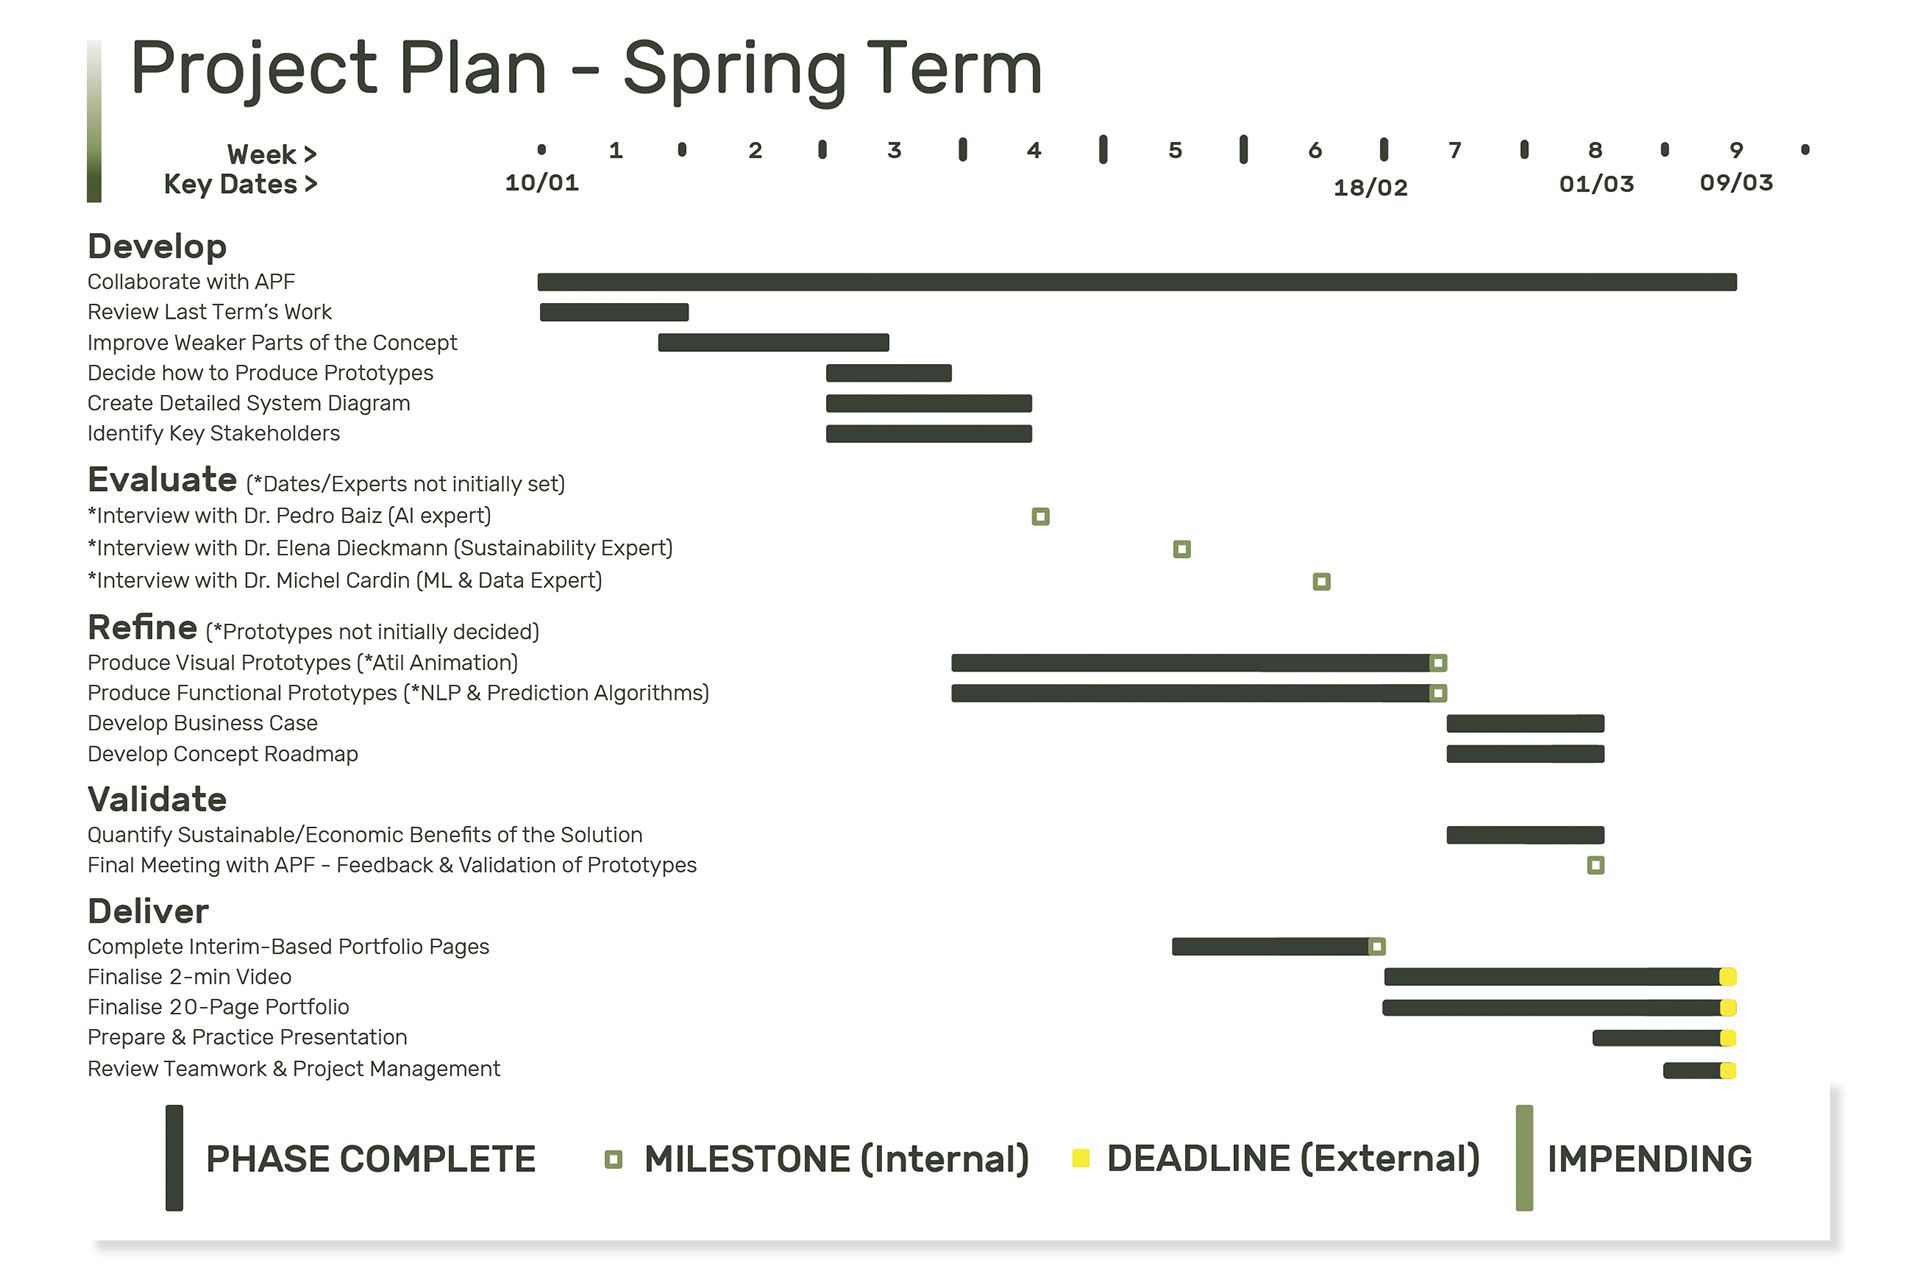 Project Plan - Spring Term
Week > 1 2 3 4 5 6 7 8 9
Key Dates > 10/01 18/02 01/03 09/03
Develop
Collaborate with APF
Review Last Term’s Work
Improve Weaker Parts of the Concept
Decide how to Produce Prototypes
Create Detailed System Diagram
Identify Key Stakeholders
Evaluate (*Dates/Experts not initially set)
*Interview with Dr. Pedro Baiz (AI expert)
*Interview with Dr. Elena Dieckmann (Sustainability Expert)
*Interview with Dr. Michel Cardin (ML & Data Expert)
Refine (*Prototypes not initially decided)
Produce Visual Prototypes (*Atil Animation)
Produce Functional Prototypes (*NLP & Prediction Algorithms)
Develop Business Case
Develop Concept Roadmap
Validate
Quantify Sustainable/Economic Benefits of the Solution
Final Meeting with APF - Feedback & Validation of Prototypes
Deliver
Complete Interim-Based Portfolio Pages
Finalise 2-min Video
Finalise 20-Page Portfolio
Prepare & Practice Presentation
Review Teamwork & Project Management
PHASE COMPLETE MILESTONE (Internal) DEADLINE (External) IMPENDING